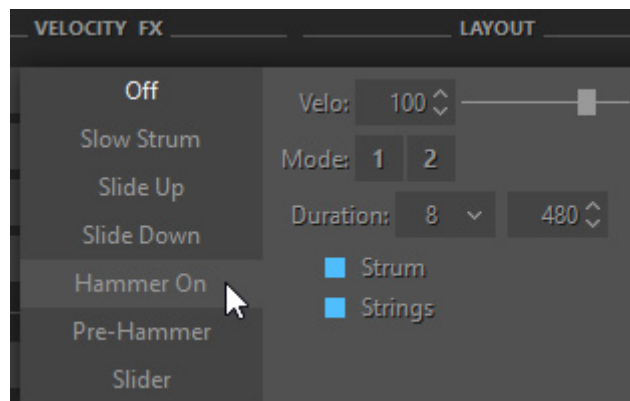 VELOCITY FX
LAYOUT
Off
Slow Strum
Slide Up
Slide Down
Hammer On
Pre-Hammer
Slider
Velo: 100
Mode: 1 2
Duration: 8 480
Strum
Strings